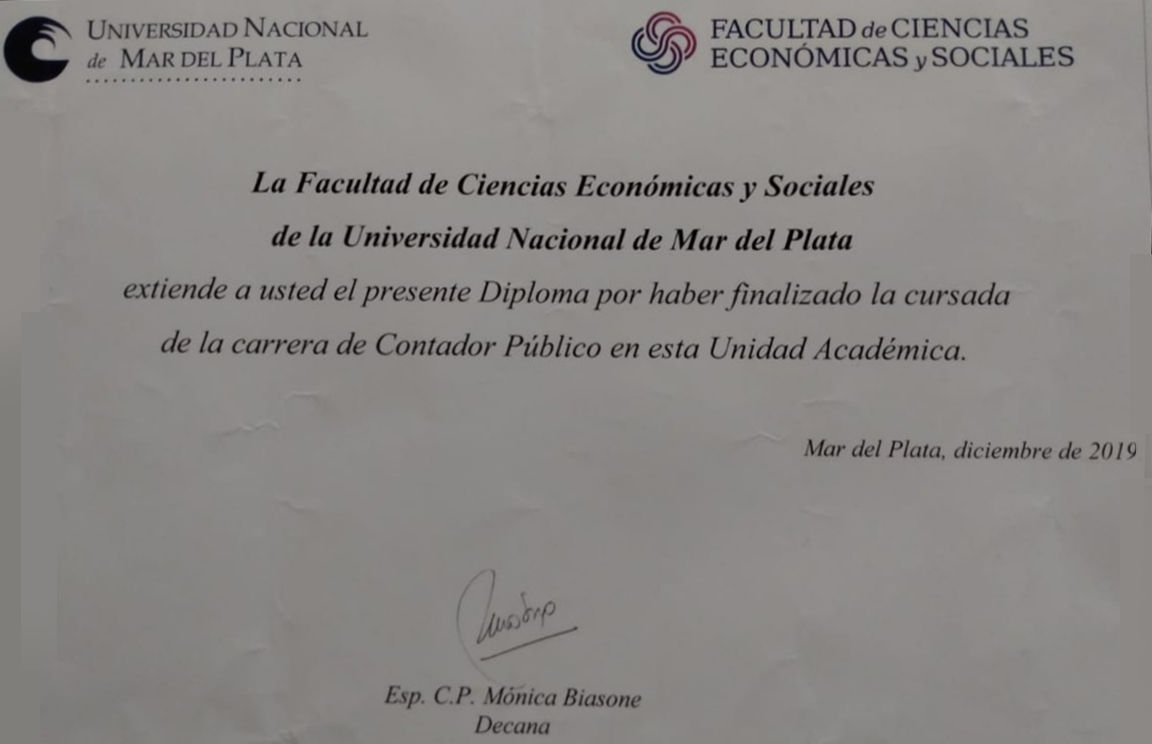 UNIVERSIDAD NACIONAL
de MAR DEL PLATA
FACULTAD de CIENCIAS
ECONÓMICAS y SOCIALES
La Facultad de Ciencias Económicas y Sociales
de la Universidad Nacional de Mar del Plata
extiende a usted el presente Diploma por haber finalizado la cursada
de la carrera de Contador Público en esta Unidad Académica.
Mar del Plata, diciembre de 2019
Esp. C.P. Mónica Biasone
Decana